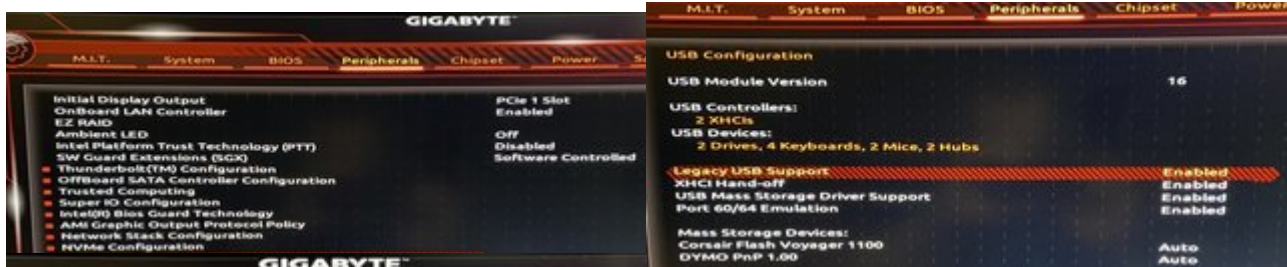 GIGABYTE™
M.I.T. System BIOS Peripherals Chipset Power
Initial Display Output PCIe 1 Slot
OnBoard LAN Controller Enabled
EZ RAID
Ambient LED Off
Intel Platform Trust Technology (PTT) Disabled
SW Guard Extensions (SGX) Software Controlled
Thunderbolt(TM) Configuration
OffBoard SATA Controller Configuration
Trusted Computing
Super IO Configuration
Intel(R) Bios Guard Technology
AMI Graphic Output Protocol Policy
Network Stack Configuration
NVMe Configuration
GIGABYTE™
M.I.T. System BIOS Peripherals Chipset Power
USB Configuration
USB Module Version 16
USB Controllers:
2 XHCIs
USB Devices:
2 Drives, 4 Keyboards, 2 Mice, 2 Hubs
Legacy USB Support Enabled
XHCI Hand-off Enabled
USB Mass Storage Driver Support Enabled
Port 60/64 Emulation Enabled
Mass Storage Devices:
Corsair Flash Voyager 1100 Auto
DYMO PnP 1.00 Auto